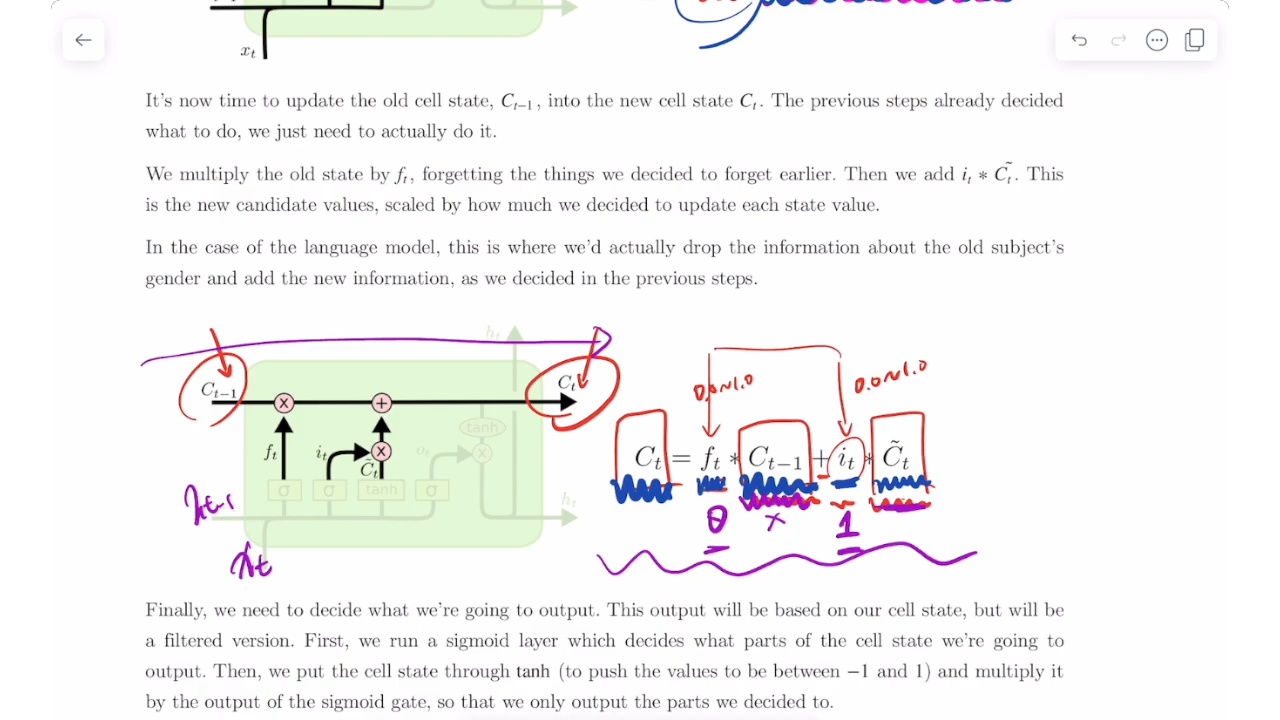 x_t
It's now time to update the old cell state, C_{t−1}, into the new cell state C_t. The previous steps already decided
what to do, we just need to actually do it.
We multiply the old state by f_t, forgetting the things we decided to forget earlier. Then we add i_t * C̃_t. This
is the new candidate values, scaled by how much we decided to update each state value.
In the case of the language model, this is where we'd actually drop the information about the old subject's
gender and add the new information, as we decided in the previous steps.
h_t
C_{t−1} C_t
× +
tanh
f_t i_t × o_t ×
C̃_t
σ σ tanh σ
h_{t-1} h_t
x_t
0.0~1.0 0.0~1.0
C_t = f_t * C_{t−1} + i_t * C̃_t
0 × 1
Finally, we need to decide what we're going to output. This output will be based on our cell state, but will be
a filtered version. First, we run a sigmoid layer which decides what parts of the cell state we're going to
output. Then, we put the cell state through tanh (to push the values to be between −1 and 1) and multiply it
by the output of the sigmoid gate, so that we only output the parts we decided to.